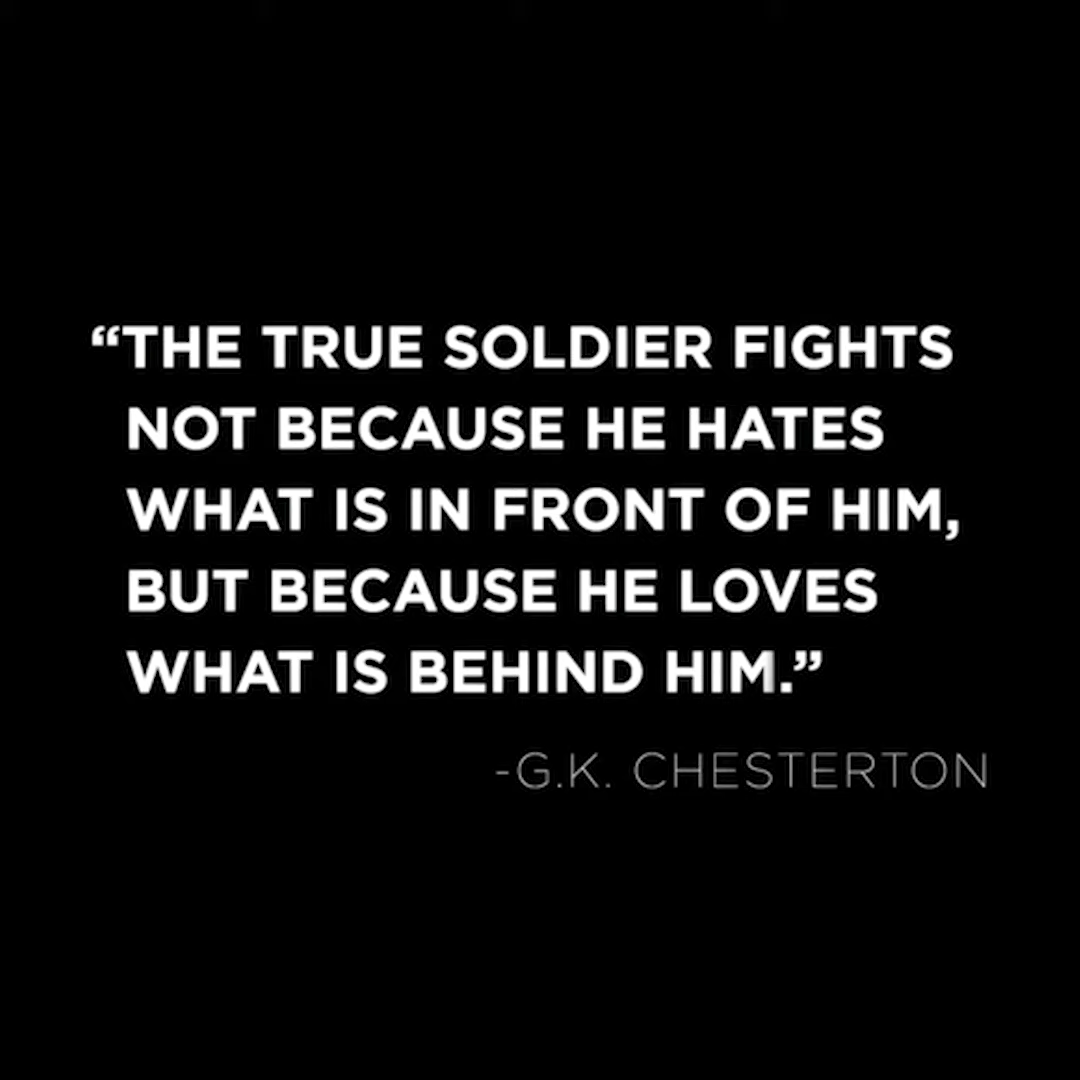 “THE TRUE SOLDIER FIGHTS
NOT BECAUSE HE HATES
WHAT IS IN FRONT OF HIM,
BUT BECAUSE HE LOVES
WHAT IS BEHIND HIM.”
-G.K. CHESTERTON